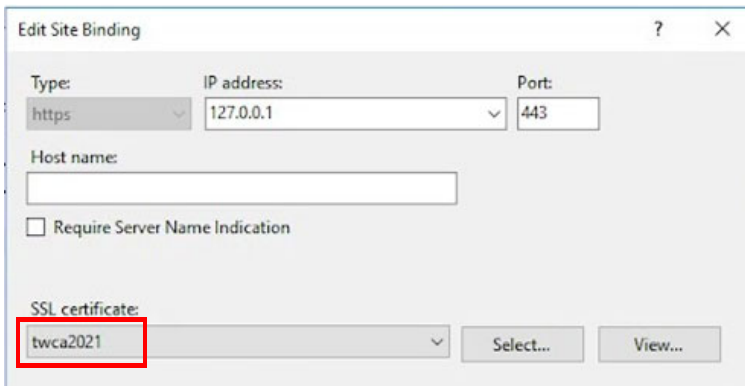 Edit Site Binding ? ×
Type: IP address: Port:
https 127.0.0.1 443
Host name:
Require Server Name Indication
SSL certificate:
twca2021 Select... View...